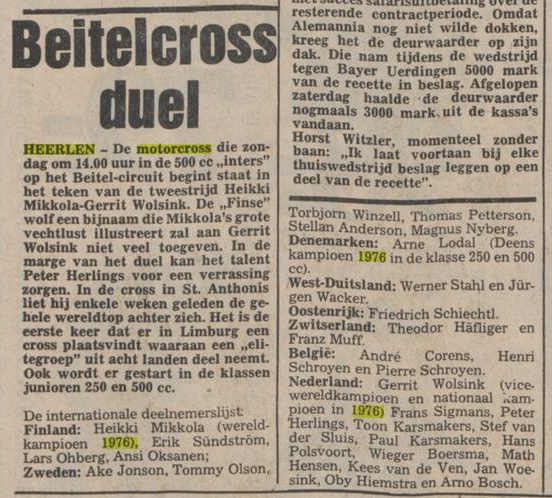 Beitelcross
duel
HEERLEN – De motorcross die zon-
dag om 14.00 uur in de 500 cc „inters”
op het Beitel-circuit begint staat in
het teken van de tweestrijd Heikki
Mikkola-Gerrit Wolsink. De „Finse”
wolf een bijnaam die Mikkola's grote
vechtlust illustreert zal aan Gerrit
Wolsink niet veel toegeven. In de
marge van het duel kan het talent
Peter Herlings voor een verrassing
zorgen. In de cross in St. Anthonis
liet hij enkele weken geleden de ge-
hele wereldtop achter zich. Het is de
eerste keer dat er in Limburg een
cross plaatsvindt waaraan een „eli-
tegroep” uit acht landen deel neemt.
Ook wordt er gestart in de klassen
junioren 250 en 500 cc.
De internationale deelnemerslijst:
Finland: Heikki Mikkola (wereld-
kampioen 1976), Erik Sündström,
Lars Ohberg, Ansi Oksanen;
Zweden: Ake Jonson, Tommy Olson,
resterende contractperiode. Omdat
Alemannia nog niet wilde dokken,
kreeg het de deurwaarder op zijn
dak. Die nam tijdens de wedstrijd
tegen Bayer Uerdingen 5000 mark
van de recette in beslag. Afgelopen
zaterdag haalde de deurwaarder
nogmaals 3000 mark uit de kassa's
vandaan.
Horst Witzler, momenteel zonder
baan: „Ik laat voortaan bij elke
thuiswedstrijd beslag leggen op een
deel van de recette”.
Torbjorn Winzell, Thomas Petterson,
Stellan Anderson, Magnus Nyberg.
Denemarken: Arne Lodal (Deens
kampioen 1976 in de klasse 250 en 500
cc).
West-Duitsland: Werner Stahl en Jür-
gen Wacker.
Oostenrijk: Friedrich Schiechtl.
Zwitserland: Theodor Häfliger en
Franz Muff.
België: André Corens, Henri
Schroyen en Pierre Schroyen.
Nederland: Gerrit Wolsink (vice-
wereldkampioen en nationaal kam-
pioen in 1976) Frans Sigmans, Peter
Herlings, Toon Karsmakers, Stef van
der Sluis, Paul Karsmakers, Hans
Polsvoort, Wieger Boersma, Math
Hensen, Kees van de Ven, Jan Woe-
sink, Oby Hiemstra en Arno Bosch.